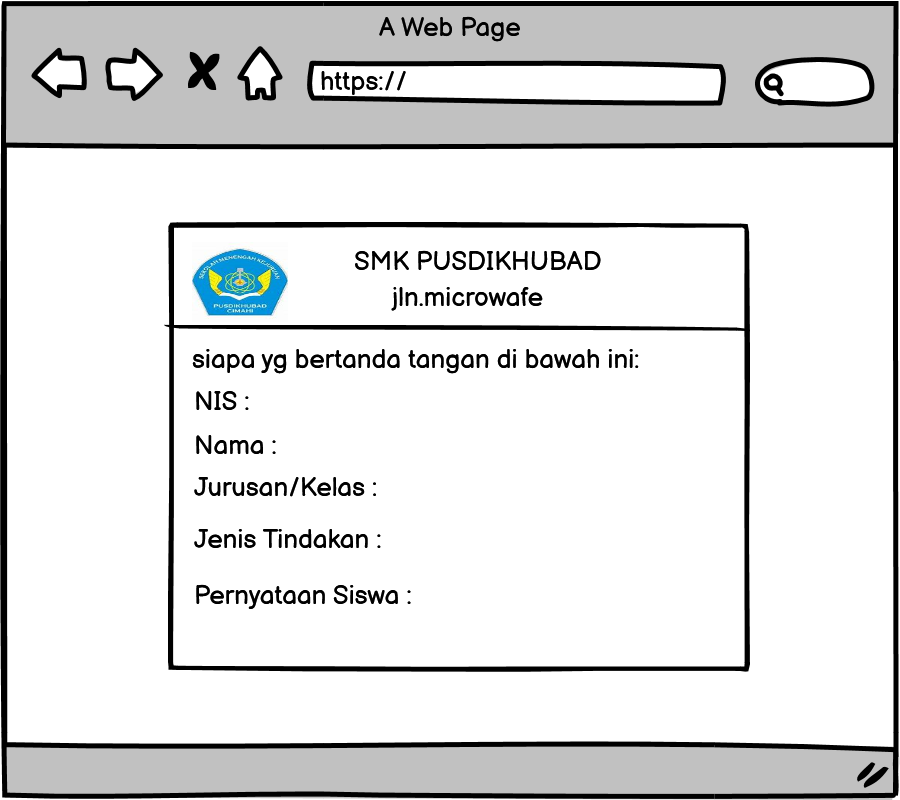 A Web Page
https://
SEKOLAH MENENGAH KEJURUAN
PUSDIKHUBAD
CIMAHI
SMK PUSDIKHUBAD
jln.microwafe
siapa yg bertanda tangan di bawah ini:
NIS :
Nama :
Jurusan/Kelas :
Jenis Tindakan :
Pernyataan Siswa :